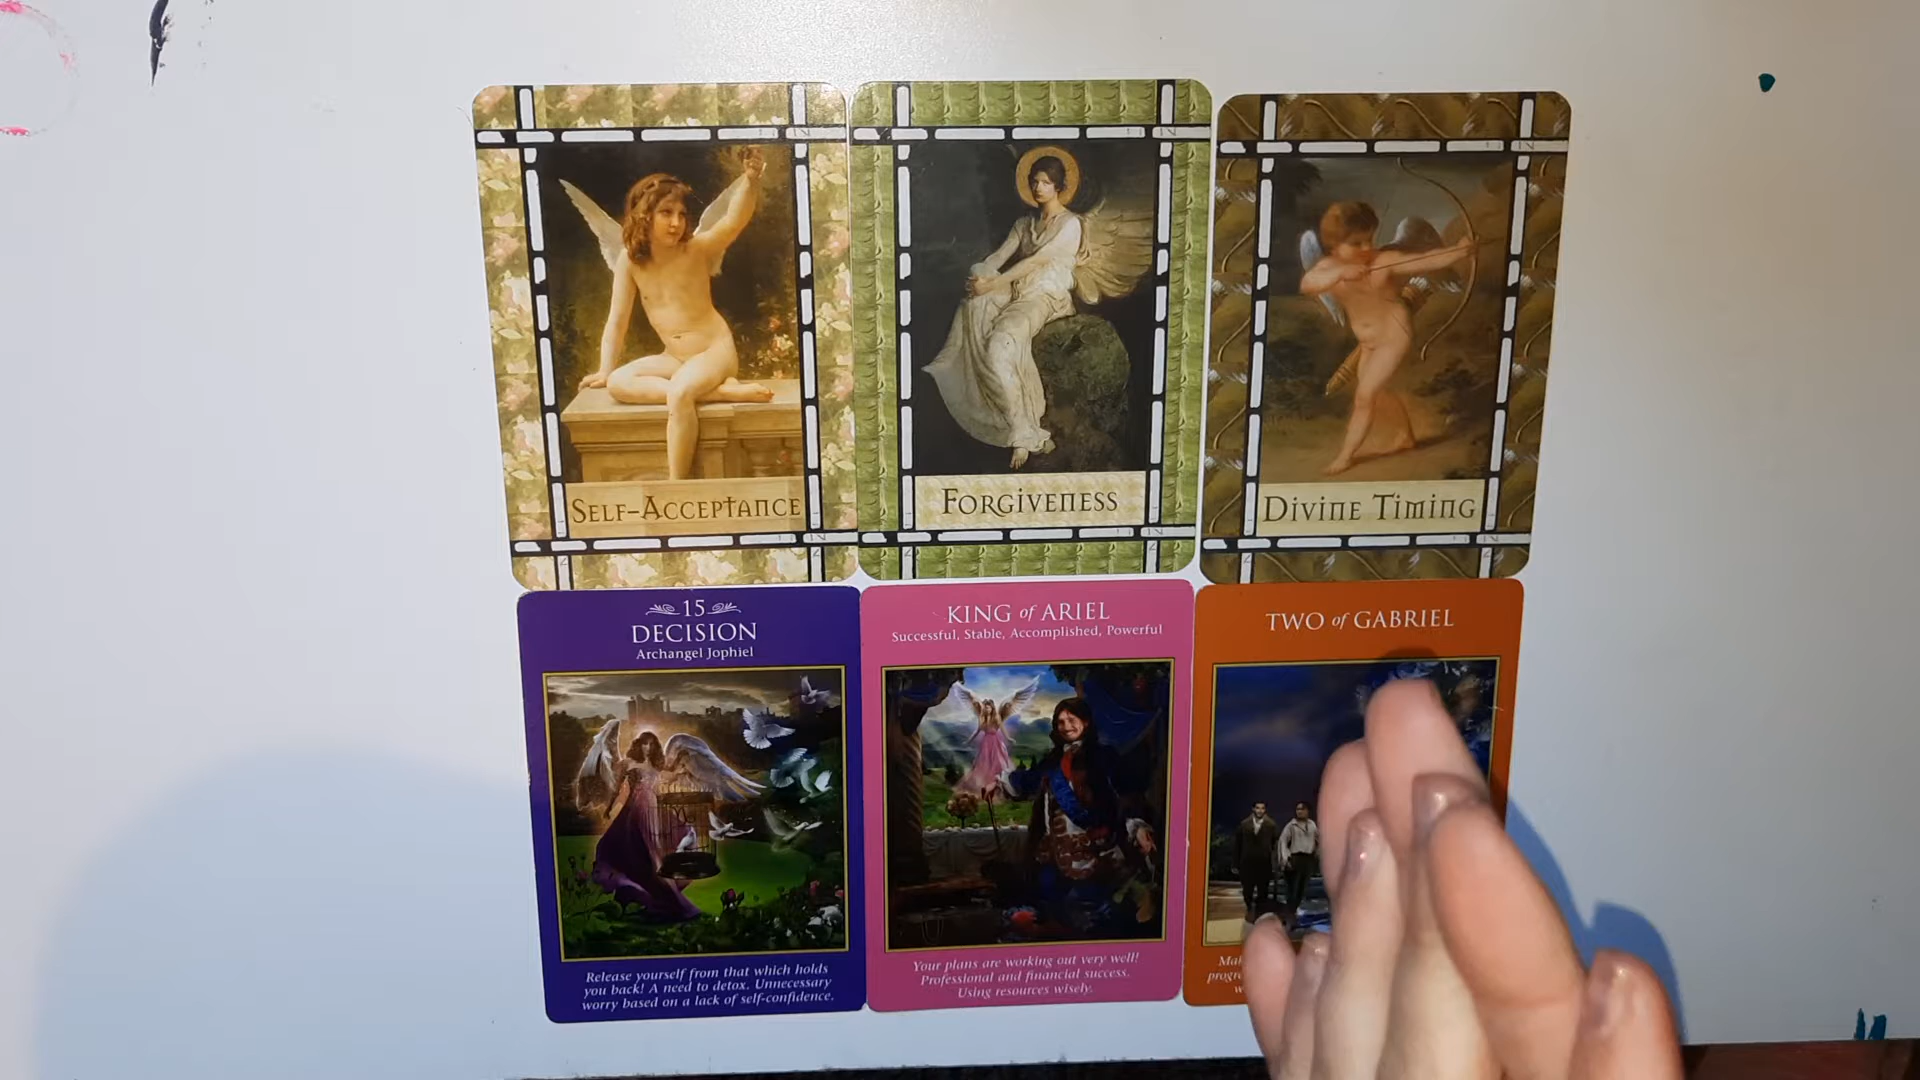 Self-Acceptance
Forgiveness
Divine Timing
15
DECISION
Archangel Jophiel
Release yourself from that which holds
you back! A need to detox. Unnecessary
worry based on a lack of self-confidence.
KING of ARIEL
Successful, Stable, Accomplished, Powerful
Your plans are working out very well!
Professional and financial success.
Using resources wisely.
TWO of GABRIEL